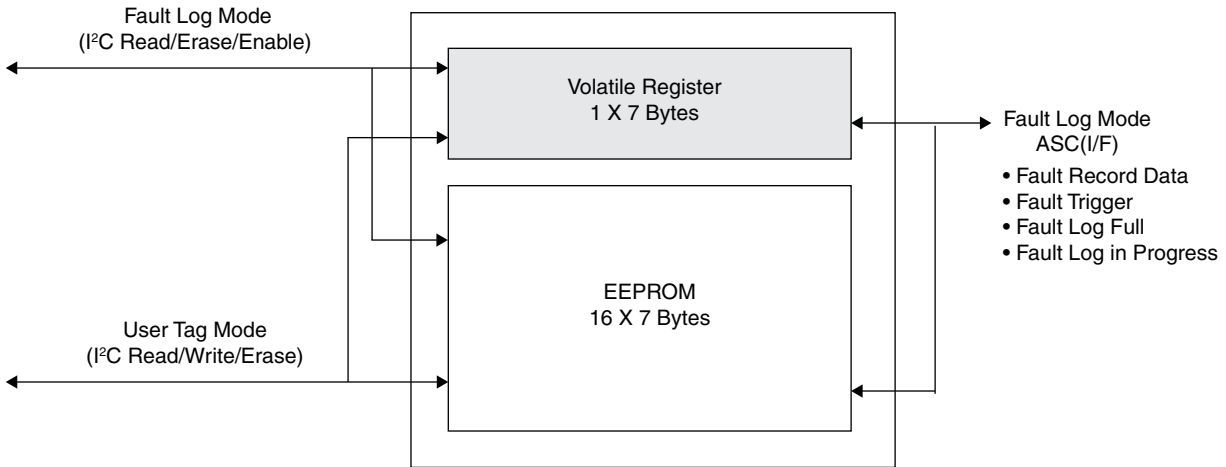 Fault Log Mode
(I²C Read/Erase/Enable)
Volatile Register
1 X 7 Bytes
Fault Log Mode
ASC(I/F)
• Fault Record Data
• Fault Trigger
• Fault Log Full
• Fault Log in Progress
EEPROM
16 X 7 Bytes
User Tag Mode
(I²C Read/Write/Erase)